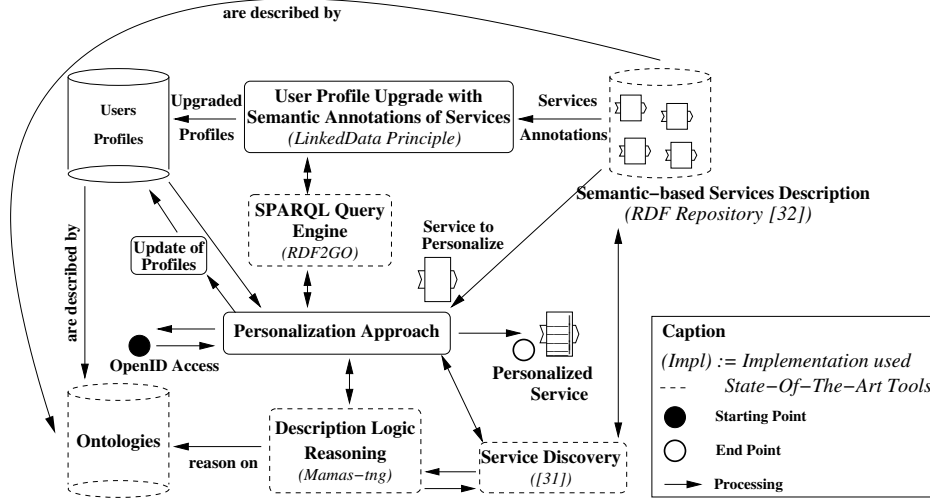 are described by
Users
Profiles
Upgraded
Profiles
User Profile Upgrade with
Semantic Annotations of Services
(LinkedData Principle)
Services
Annotations
Semantic−based Services Description
(RDF Repository [32])
SPARQL Query
Engine
(RDF2GO)
Service to
Personalize
Update of
Profiles
are described by
Personalization Approach
OpenID Access
Personalized
Service
Ontologies
reason on
Description Logic
Reasoning
(Mamas−tng)
Service Discovery
([31])
Caption
(Impl) := Implementation used
State−Of−The−Art Tools
Starting Point
End Point
Processing